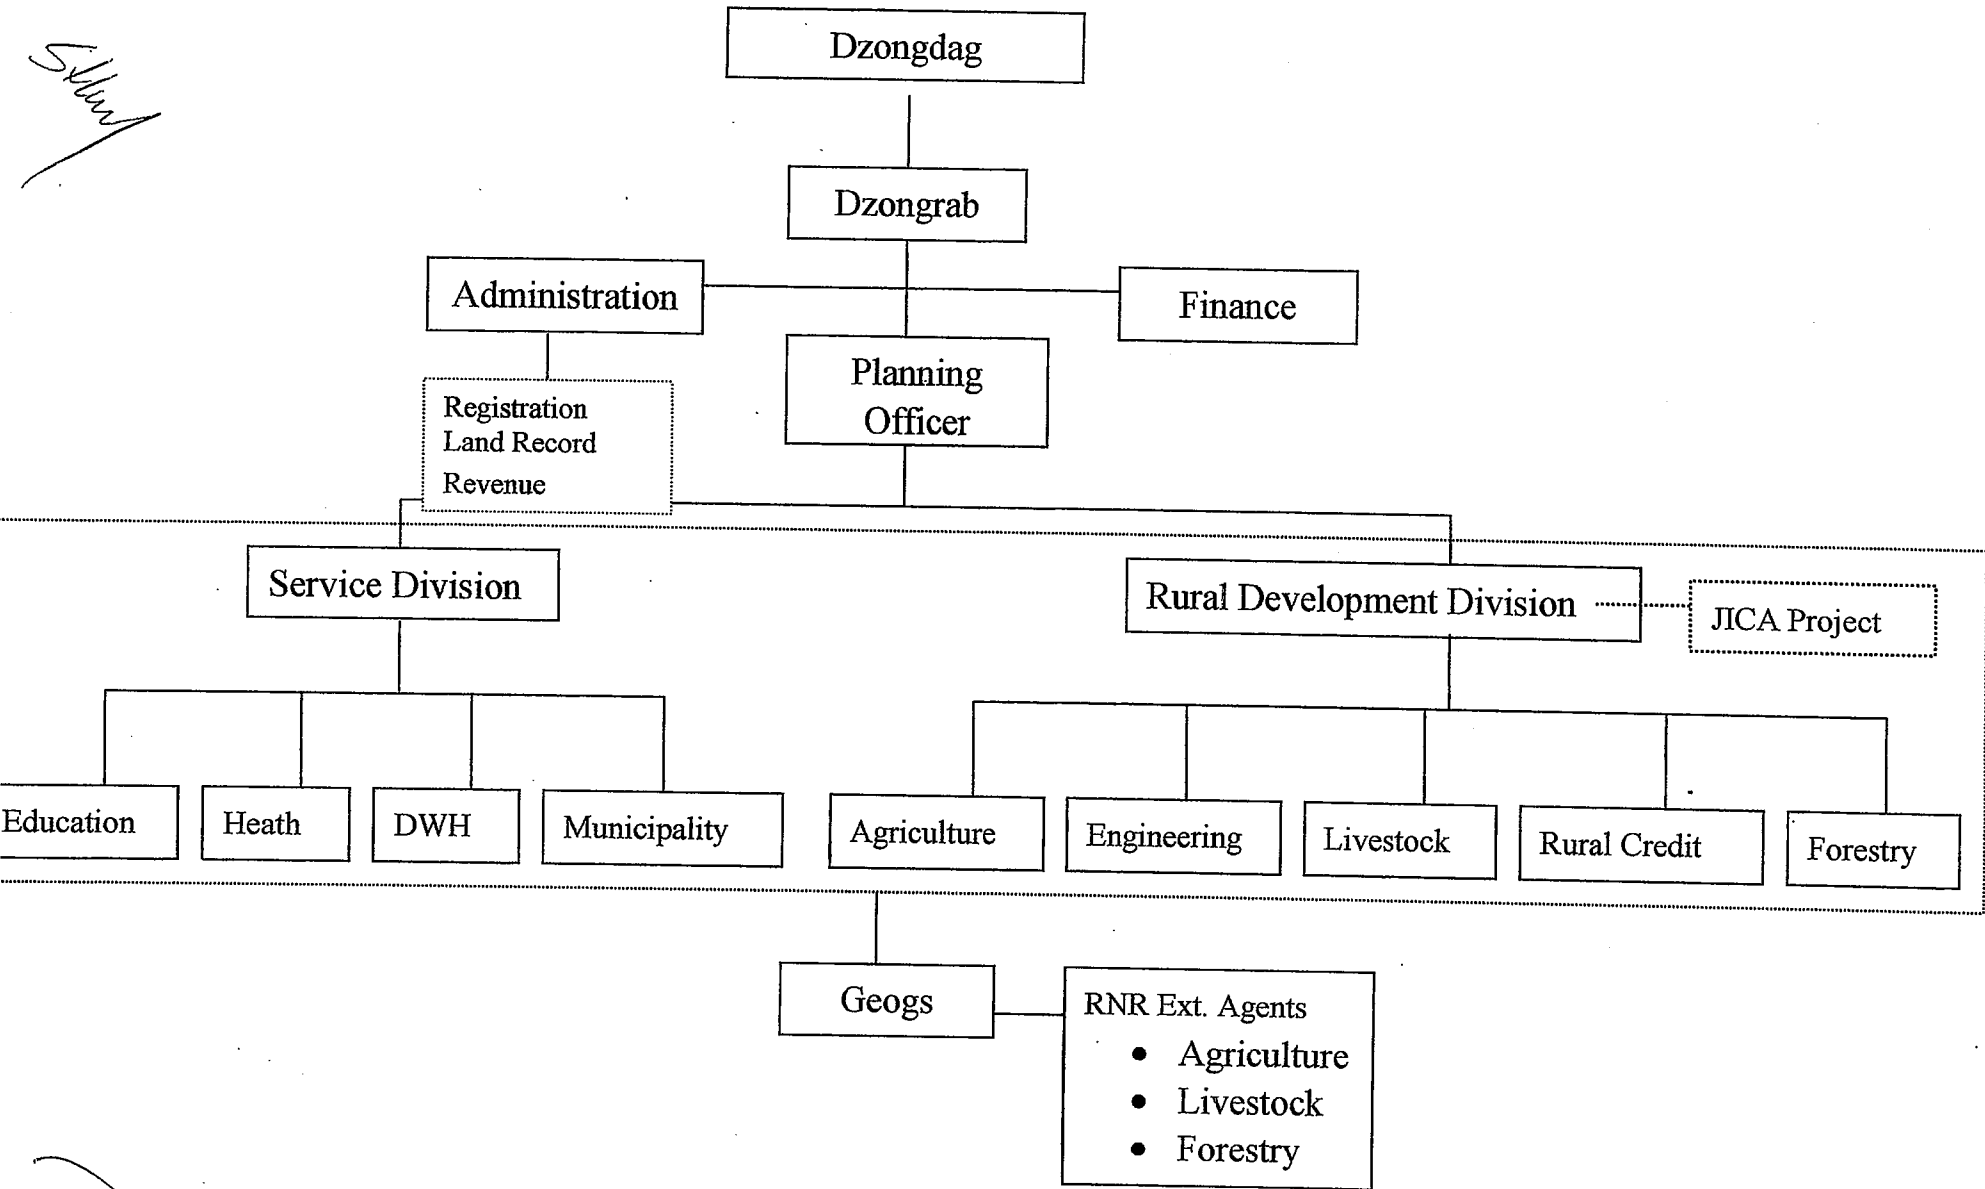 Dzongdag
Dzongrab
Administration
Finance
Planning
Officer
Registration
Land Record
Revenue
Service Division
Rural Development Division
JICA Project
Education
Heath
DWH
Municipality
Agriculture
Engineering
Livestock
Rural Credit
Forestry
Geogs
RNR Ext. Agents
• Agriculture
• Livestock
• Forestry